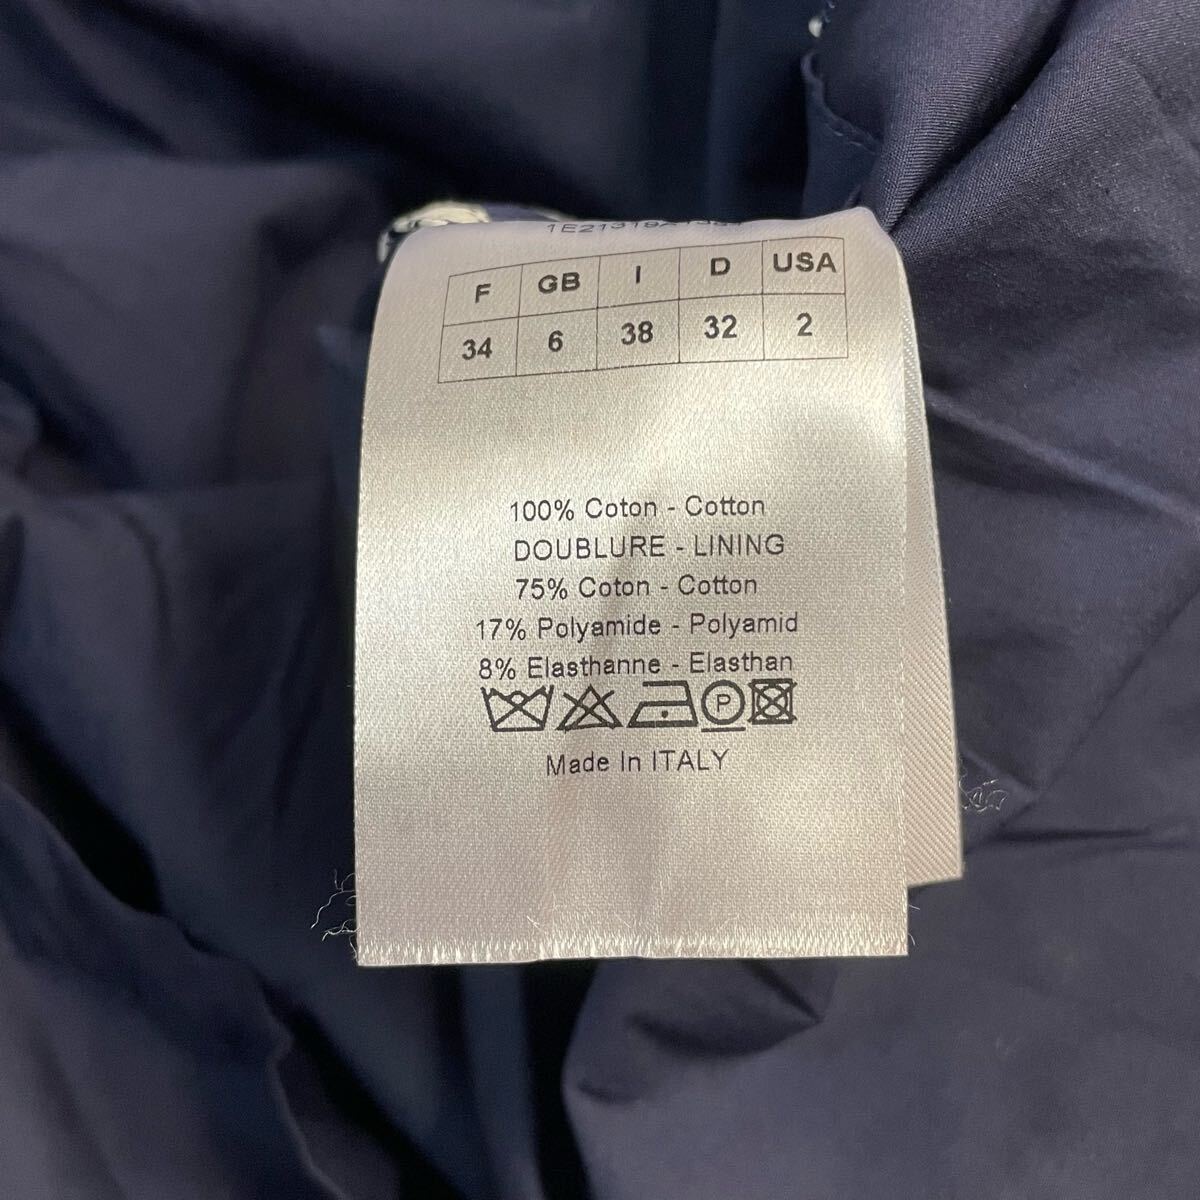 F GB I D USA
34 6 38 32 2
100% Coton - Cotton
DOUBLURE - LINING
75% Coton - Cotton
17% Polyamide - Polyamid
8% Elasthanne - Elasthan
P
Made In ITALY